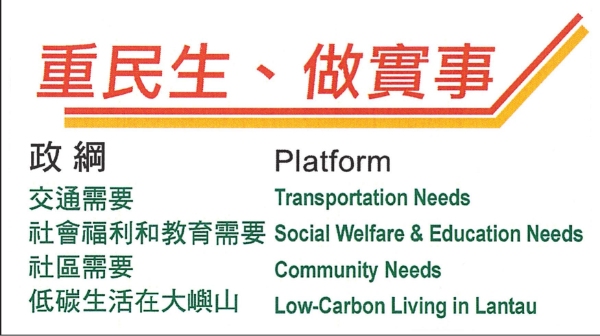 重民生、做實事
政綱 Platform
交通需要 Transportation Needs
社會福利和教育需要 Social Welfare & Education Needs
社區需要 Community Needs
低碳生活在大嶼山 Low-Carbon Living in Lantau